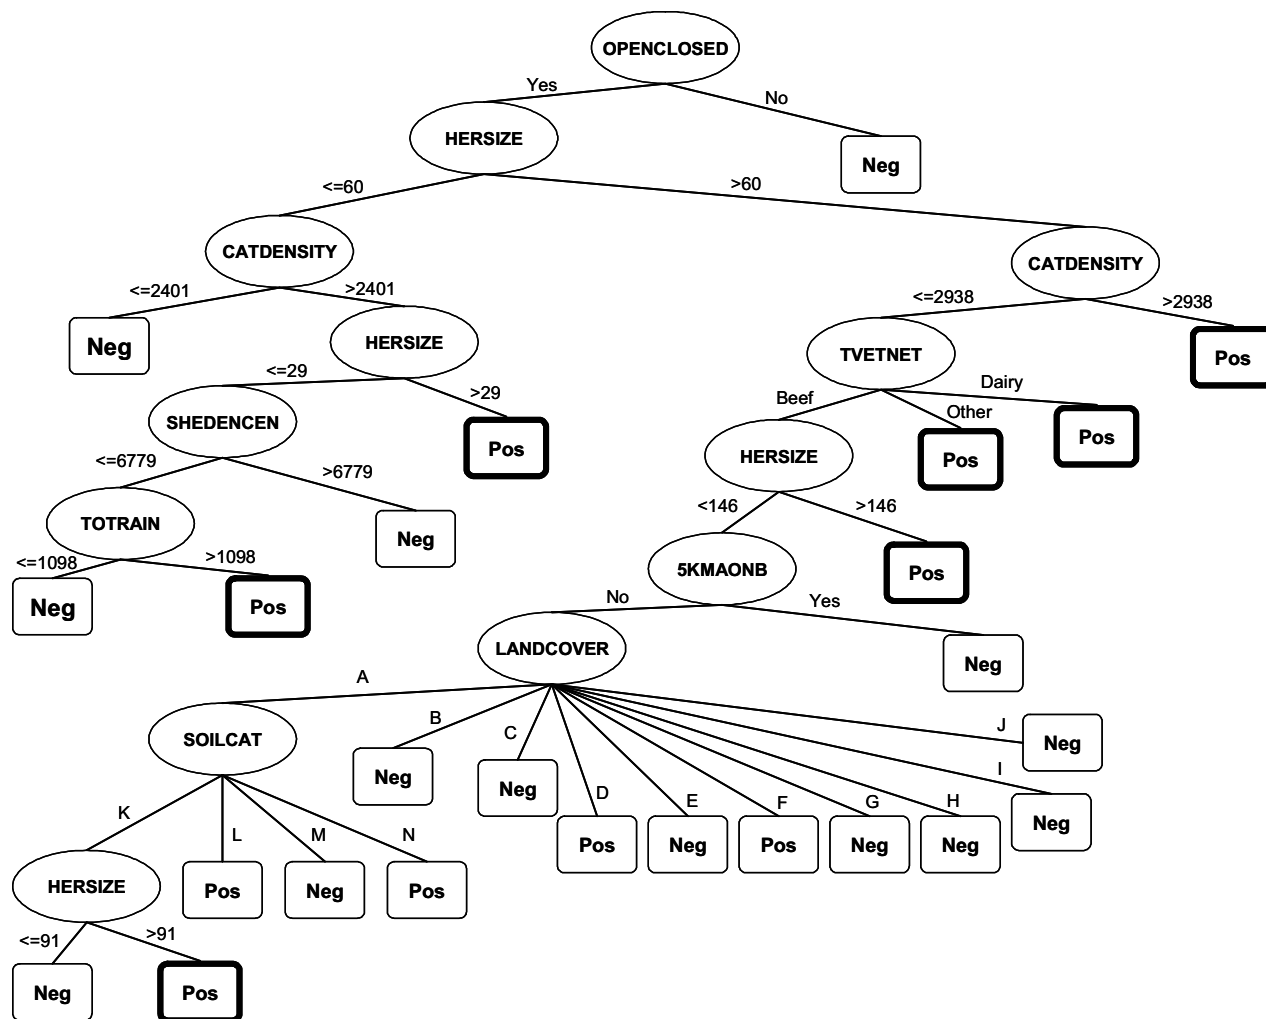 OPENCLOSED
Yes
No
HERSIZE
Neg
<=60
>60
CATDENSITY
CATDENSITY
<=2401
>2401
<=2938
>2938
Neg
HERSIZE
TVETNET
Pos
<=29
>29
Beef
Other
Dairy
SHEDENCEN
Pos
HERSIZE
Pos
Pos
<=6779
>6779
<146
>146
TOTRAIN
Neg
5KMAONB
Pos
<=1098
>1098
No
Yes
Neg
Pos
LANDCOVER
Neg
A
B
C
D
E
F
G
H
I
J
SOILCAT
Neg
Neg
Pos
Neg
Pos
Neg
Neg
Neg
Neg
K
L
M
N
HERSIZE
Pos
Neg
Pos
<=91
>91
Neg
Pos